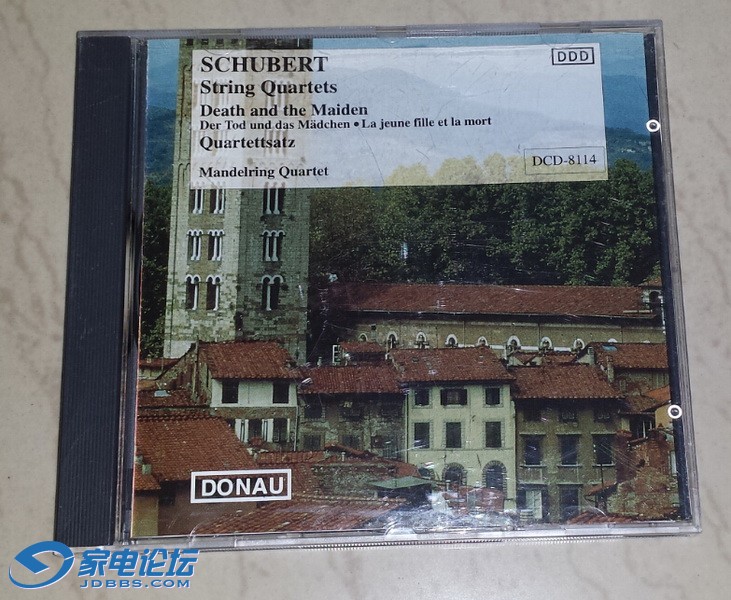 SCHUBERT
DDD
String Quartets
Death and the Maiden
Der Tod und das Mädchen • La jeune fille et la mort
Quartettsatz
DCD-8114
Mandelring Quartet
DONAU
家电论坛
JDBBS.COM